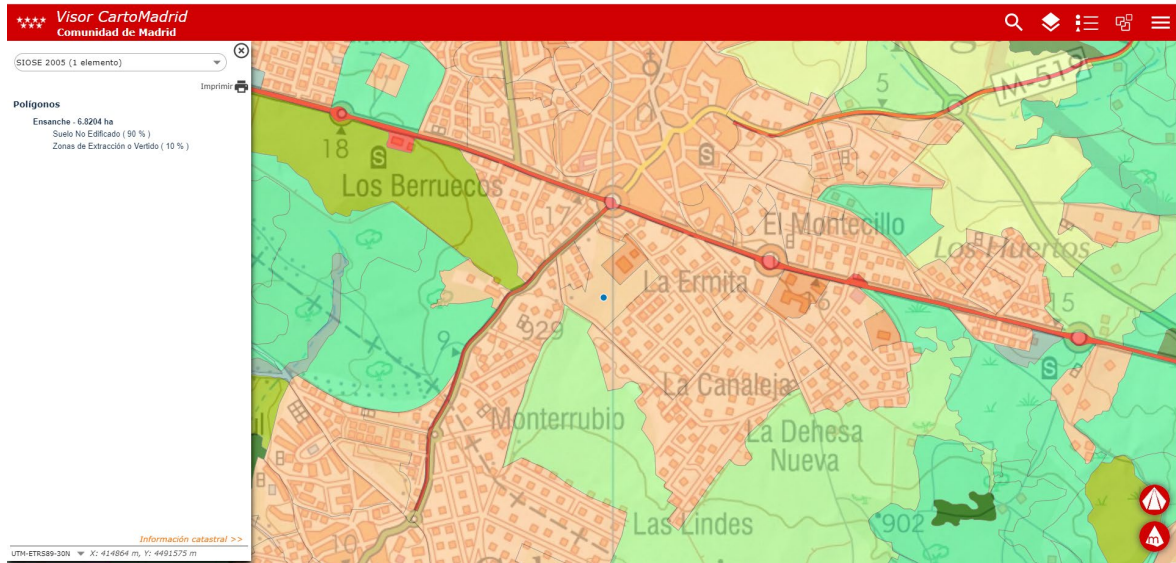 Visor CartoMadrid
Comunidad de Madrid
SIOSE 2005 (1 elemento)
Imprimir
Polígonos
Ensanche - 6.8204 ha
Suelo No Edificado ( 90 % )
Zonas de Extracción o Vertido ( 10 % )
Información catastral >>
UTM-ETRS89-30N X: 414864 m, Y: 4491575 m
M-519
5
18
S
S
Los Berruecos
17
El Montecillo
Los Huertos
La Ermita
16
15
929
9
S
La Canaleja
Monterrubio
La Dehesa
Nueva
Las Lindes
902
10
m